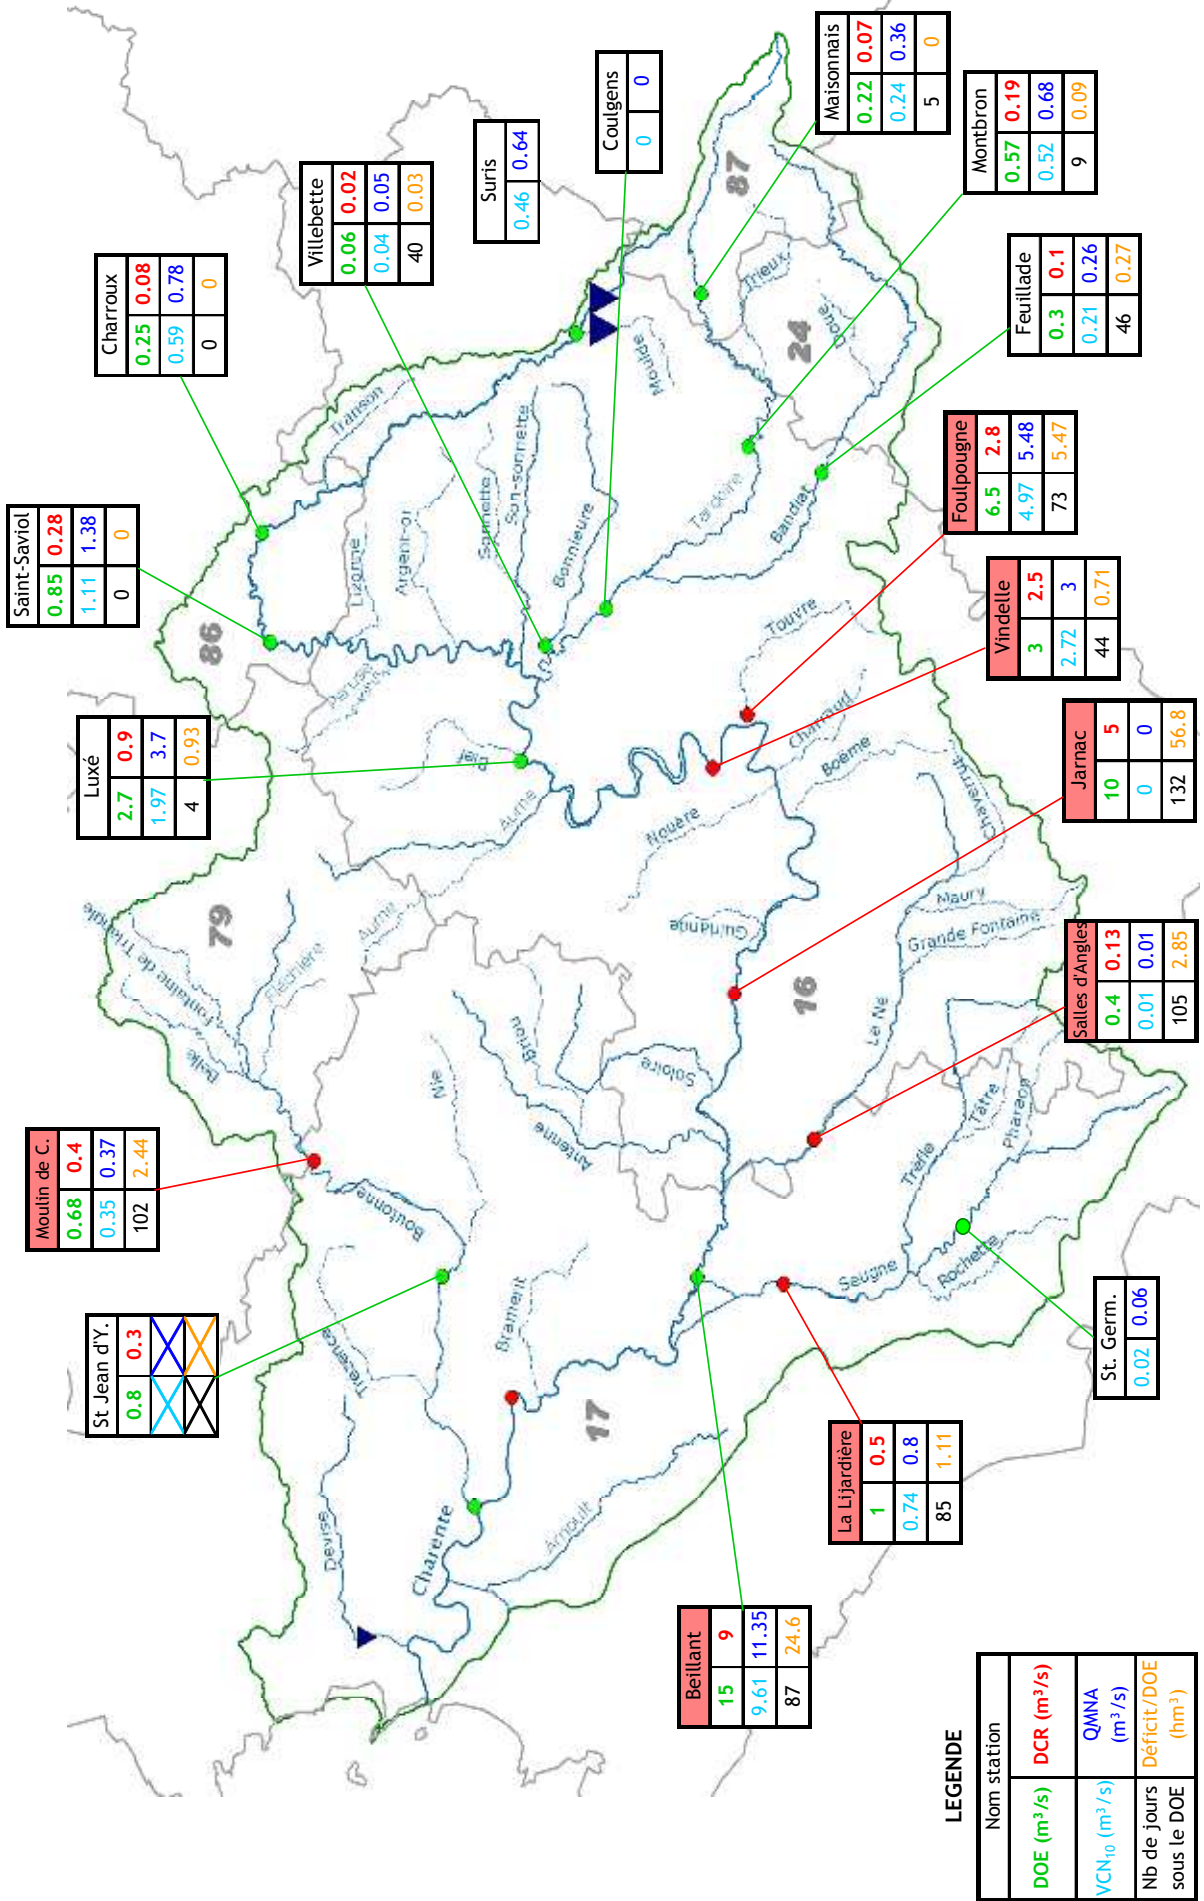 Maisonnais
0.22 0.07
0.24 0.36
5 0
Coulgens
0 0
Montbron
0.57 0.19
0.52 0.68
9 0.09
Suris
0.46 0.64
Villebette
0.06 0.02
0.04 0.05
40 0.03
Charroux
0.25 0.08
0.59 0.78
0 0
Feuillade
0.3 0.1
0.21 0.26
46 0.27
Foulpougne
6.5 2.8
4.97 5.48
73 5.47
Saint-Saviol
0.85 0.28
1.11 1.38
0 0
Vindelle
3 2.5
2.72 3
44 0.71
Luxé
2.7 0.9
1.97 3.7
4 0.93
Jarnac
10 5
0 0
132 56.8
Salles d'Angles
0.4 0.13
0.01 0.01
105 2.85
Moulin de C.
0.68 0.4
0.35 0.37
102 2.44
St Jean d'Y.
0.8 0.3
St. Germ.
0.02 0.06
La Lijardière
1 0.5
0.74 0.8
85 1.11
Beillant
15 9
9.61 11.35
87 24.6
87
24
86
79
16
17
Transon
Mouide
Trieux
Doue
Lizonne
Argent-or
Sonnette
Son-sonnette
Bonnieure
Tardoire
Bandiat
Touvre
Charraud
Boeme
Nouère
Bief
Aume
Aume
Guirlande
Chaverrut
Maury
Grande Fontaine
Le Né
Fontaine de Triangle
Belle
Nie
Briou
Antenne
Soloire
Boutonne
Tréfle
Tâtre
Pharaon
Seugne
Rochette
Bramerit
Trezence
Devise
Charente
Arnoult
LEGENDE
Nom station
DOE (m³/s) DCR (m³/s)
VCN₁₀ (m³/s) QMNA (m³/s)
Nb de jours sous le DOE Déficit/DOE (hm³)